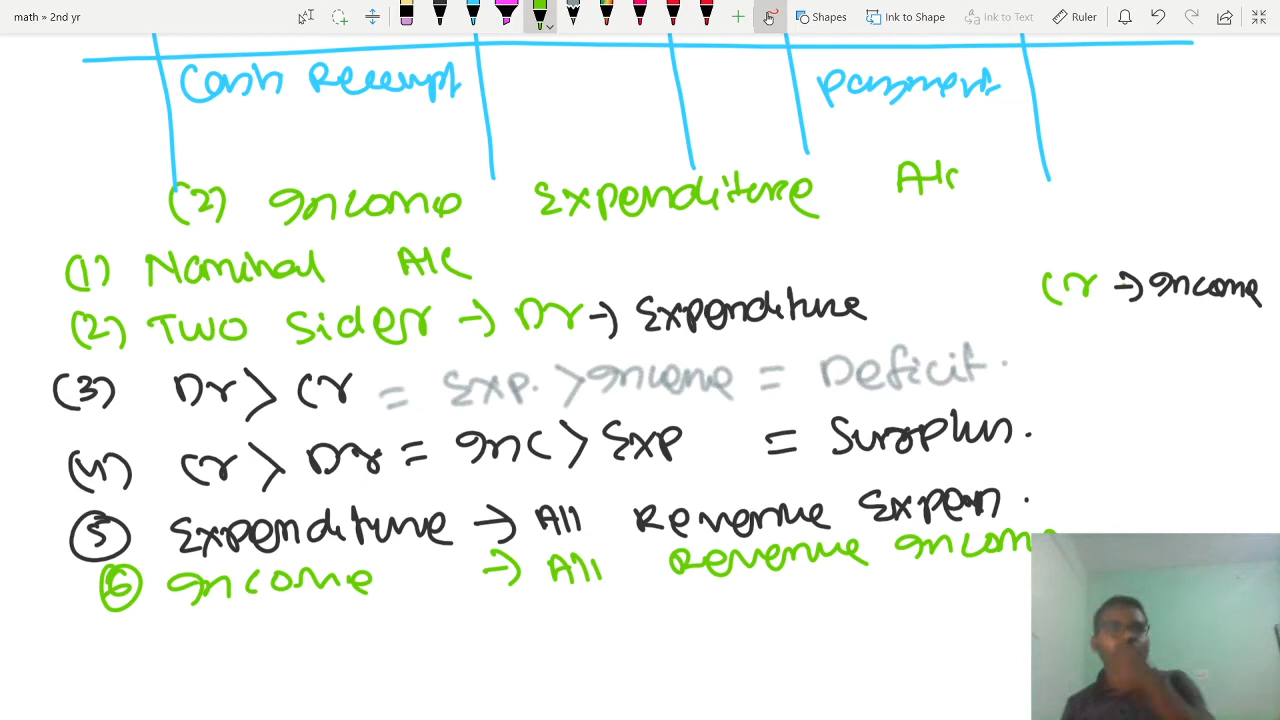 math » 2nd yr
Shapes Ink to Shape Ink to Text Ruler
Cash Receipt payment
(2) Income Expenditure A/c
(1) Nominal A/c
(2) Two Sides → Dr → Expenditure Cr → Income
(3) Dr > Cr = Exp. > Income = Deficit.
(4) Cr > Dr = Inc > Exp = Surplus.
(5) Expenditure → All Revenue Expen.
(6) Income → All Revenue Income